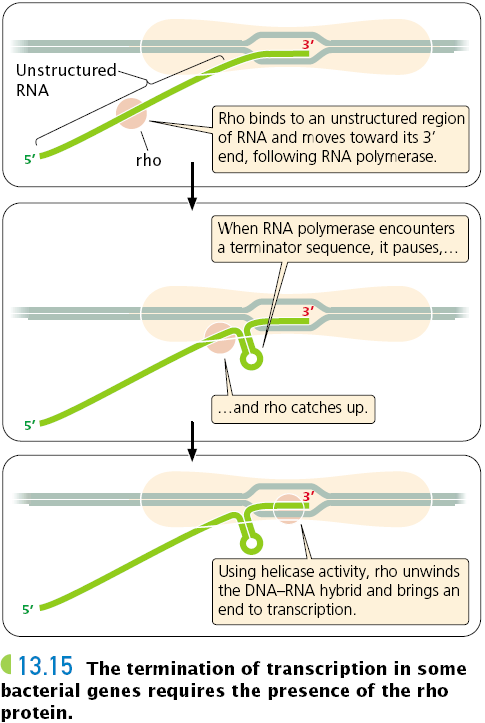 3′
Unstructured
RNA
Rho binds to an unstructured region
of RNA and moves toward its 3′
end, following RNA polymerase.
rho
5′
When RNA polymerase encounters
a terminator sequence, it pauses,…
3′
…and rho catches up.
5′
3′
Using helicase activity, rho unwinds
the DNA–RNA hybrid and brings an
end to transcription.
5′
13.15 The termination of transcription in some
bacterial genes requires the presence of the rho
protein.